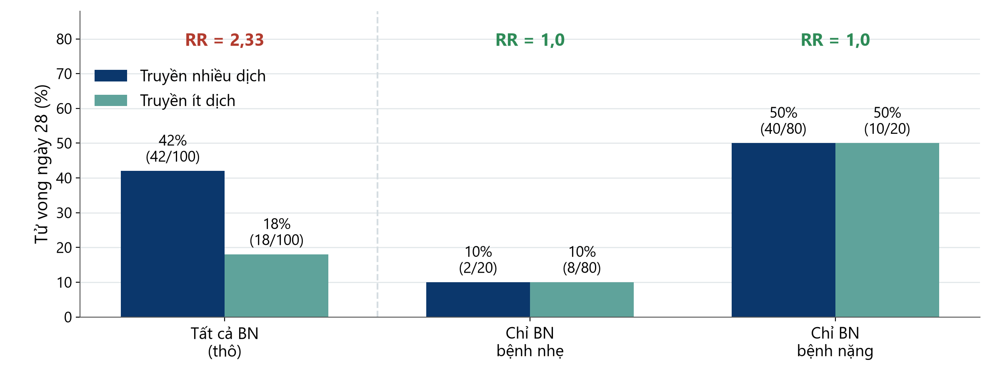 RR = 2,33
RR = 1,0
RR = 1,0
Truyền nhiều dịch
Truyền ít dịch
Tử vong ngày 28 (%)
80
70
60
50
40
30
20
10
0
42%
(42/100)
18%
(18/100)
10%
(2/20)
10%
(8/80)
50%
(40/80)
50%
(10/20)
Tất cả BN
(thô)
Chỉ BN
bệnh nhẹ
Chỉ BN
bệnh nặng